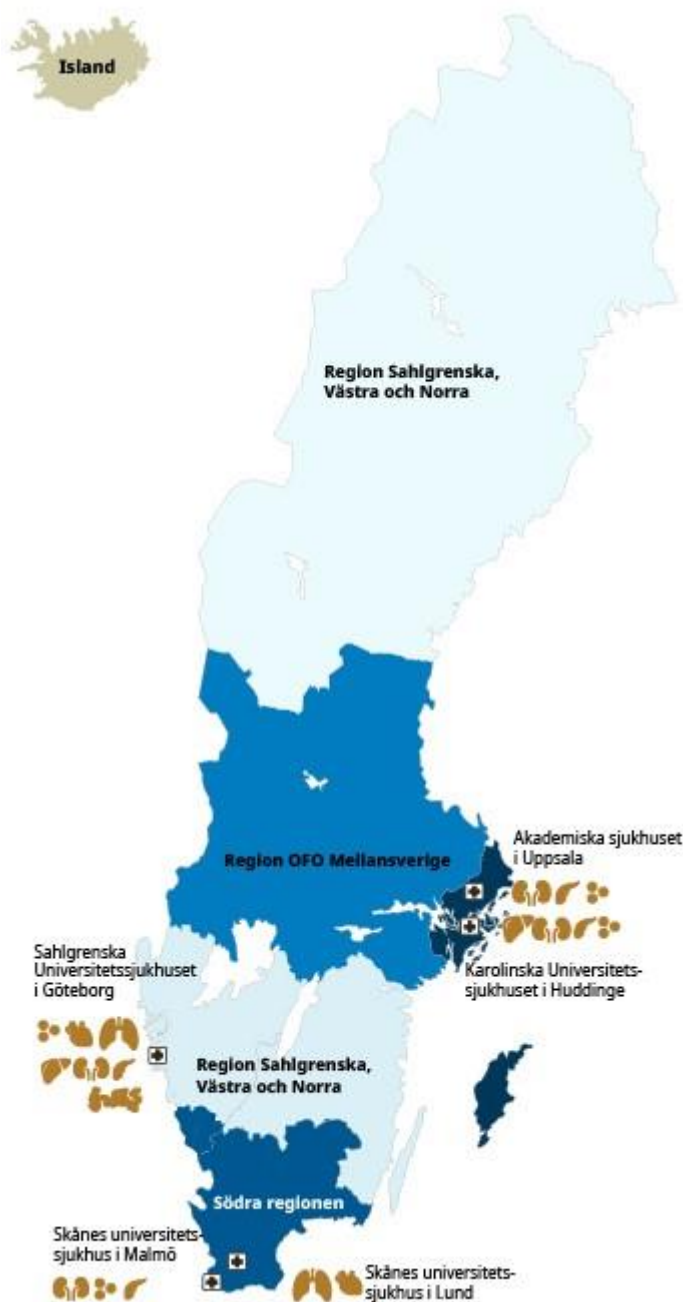 Island
Region Sahlgrenska,
Västra och Norra
Region OFO Mellansverige
Akademiska sjukhuset
i Uppsala
Karolinska Universitets-
sjukhuset i Huddinge
Sahlgrenska
Universitetssjukhuset
i Göteborg
Region Sahlgrenska,
Västra och Norra
Södra regionen
Skånes universitets-
sjukhus i Malmö
Skånes universitets-
sjukhus i Lund